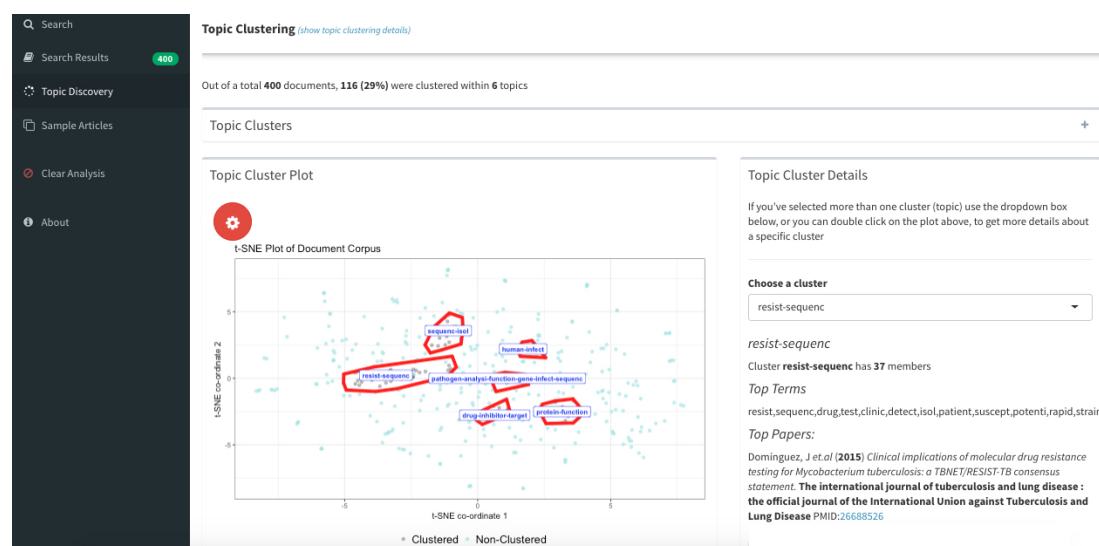 Search
Search Results 400
Topic Discovery
Sample Articles
Clear Analysis
About
Topic Clustering (show topic clustering details)
Out of a total 400 documents, 116 (29%) were clustered within 6 topics
Topic Clusters +
Topic Cluster Plot
t-SNE Plot of Document Corpus
t-SNE co-ordinate 2
5
0
-5
sequenc-isol
human-infect
resist-sequenc
pathogen-analysi-function-gene-infect-sequenc
drug-inhibitor-target
protein-function
-5 0 5
t-SNE co-ordinate 1
Clustered Non-Clustered
Topic Cluster Details
If you've selected more than one cluster (topic) use the dropdown box
below, or you can double click on the plot above, to get more details about
a specific cluster
Choose a cluster
resist-sequenc
resist-sequenc
Cluster resist-sequenc has 37 members
Top Terms
resist,sequenc,drug,test,clinic,detect,isol,patient,suscept,potenti,rapid,strain
Top Papers:
Dominguez, J et.al (2015) Clinical implications of molecular drug resistance
testing for Mycobacterium tuberculosis: a TBNET/RESIST-TB consensus
statement. The international journal of tuberculosis and lung disease :
the official journal of the International Union against Tuberculosis and
Lung Disease PMID:26688526